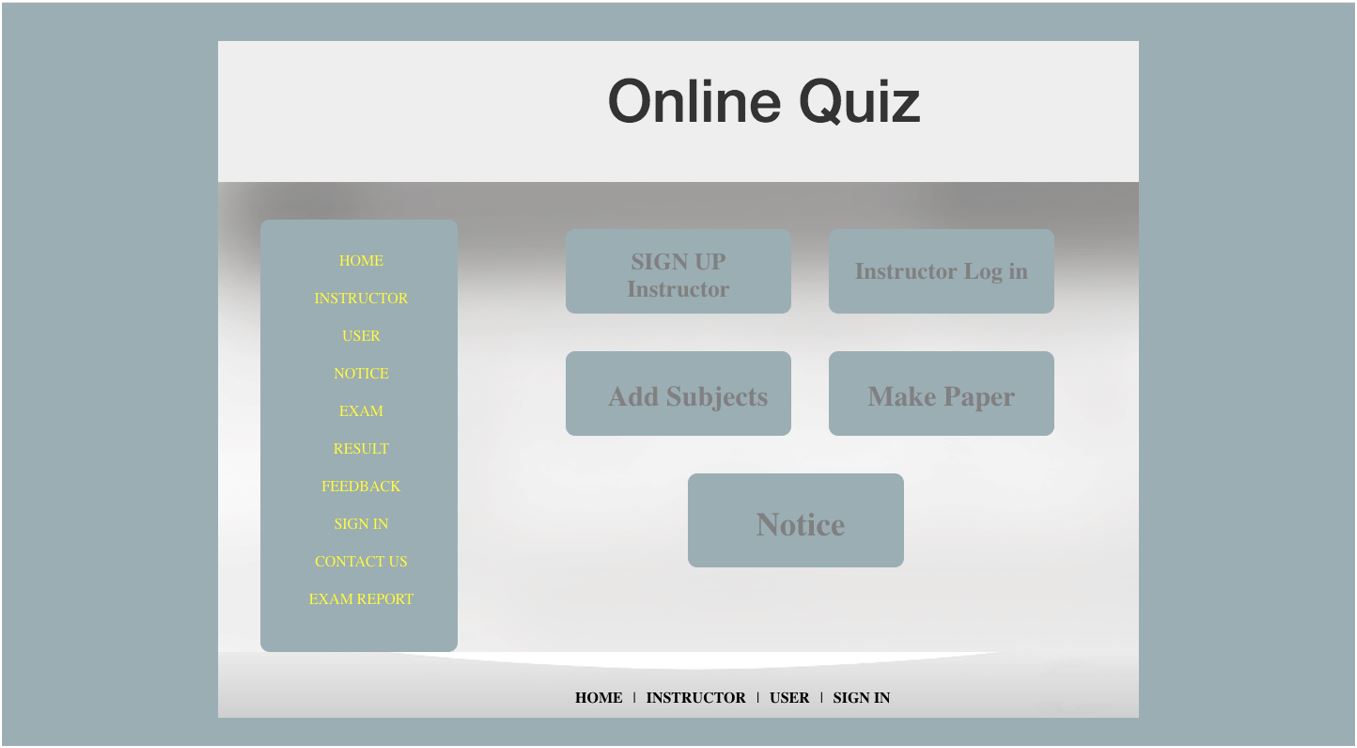 Online Quiz
HOME
INSTRUCTOR
USER
NOTICE
EXAM
RESULT
FEEDBACK
SIGN IN
CONTACT US
EXAM REPORT
SIGN UP
Instructor
Instructor Log in
Add Subjects
Make Paper
Notice
HOME | INSTRUCTOR | USER | SIGN IN